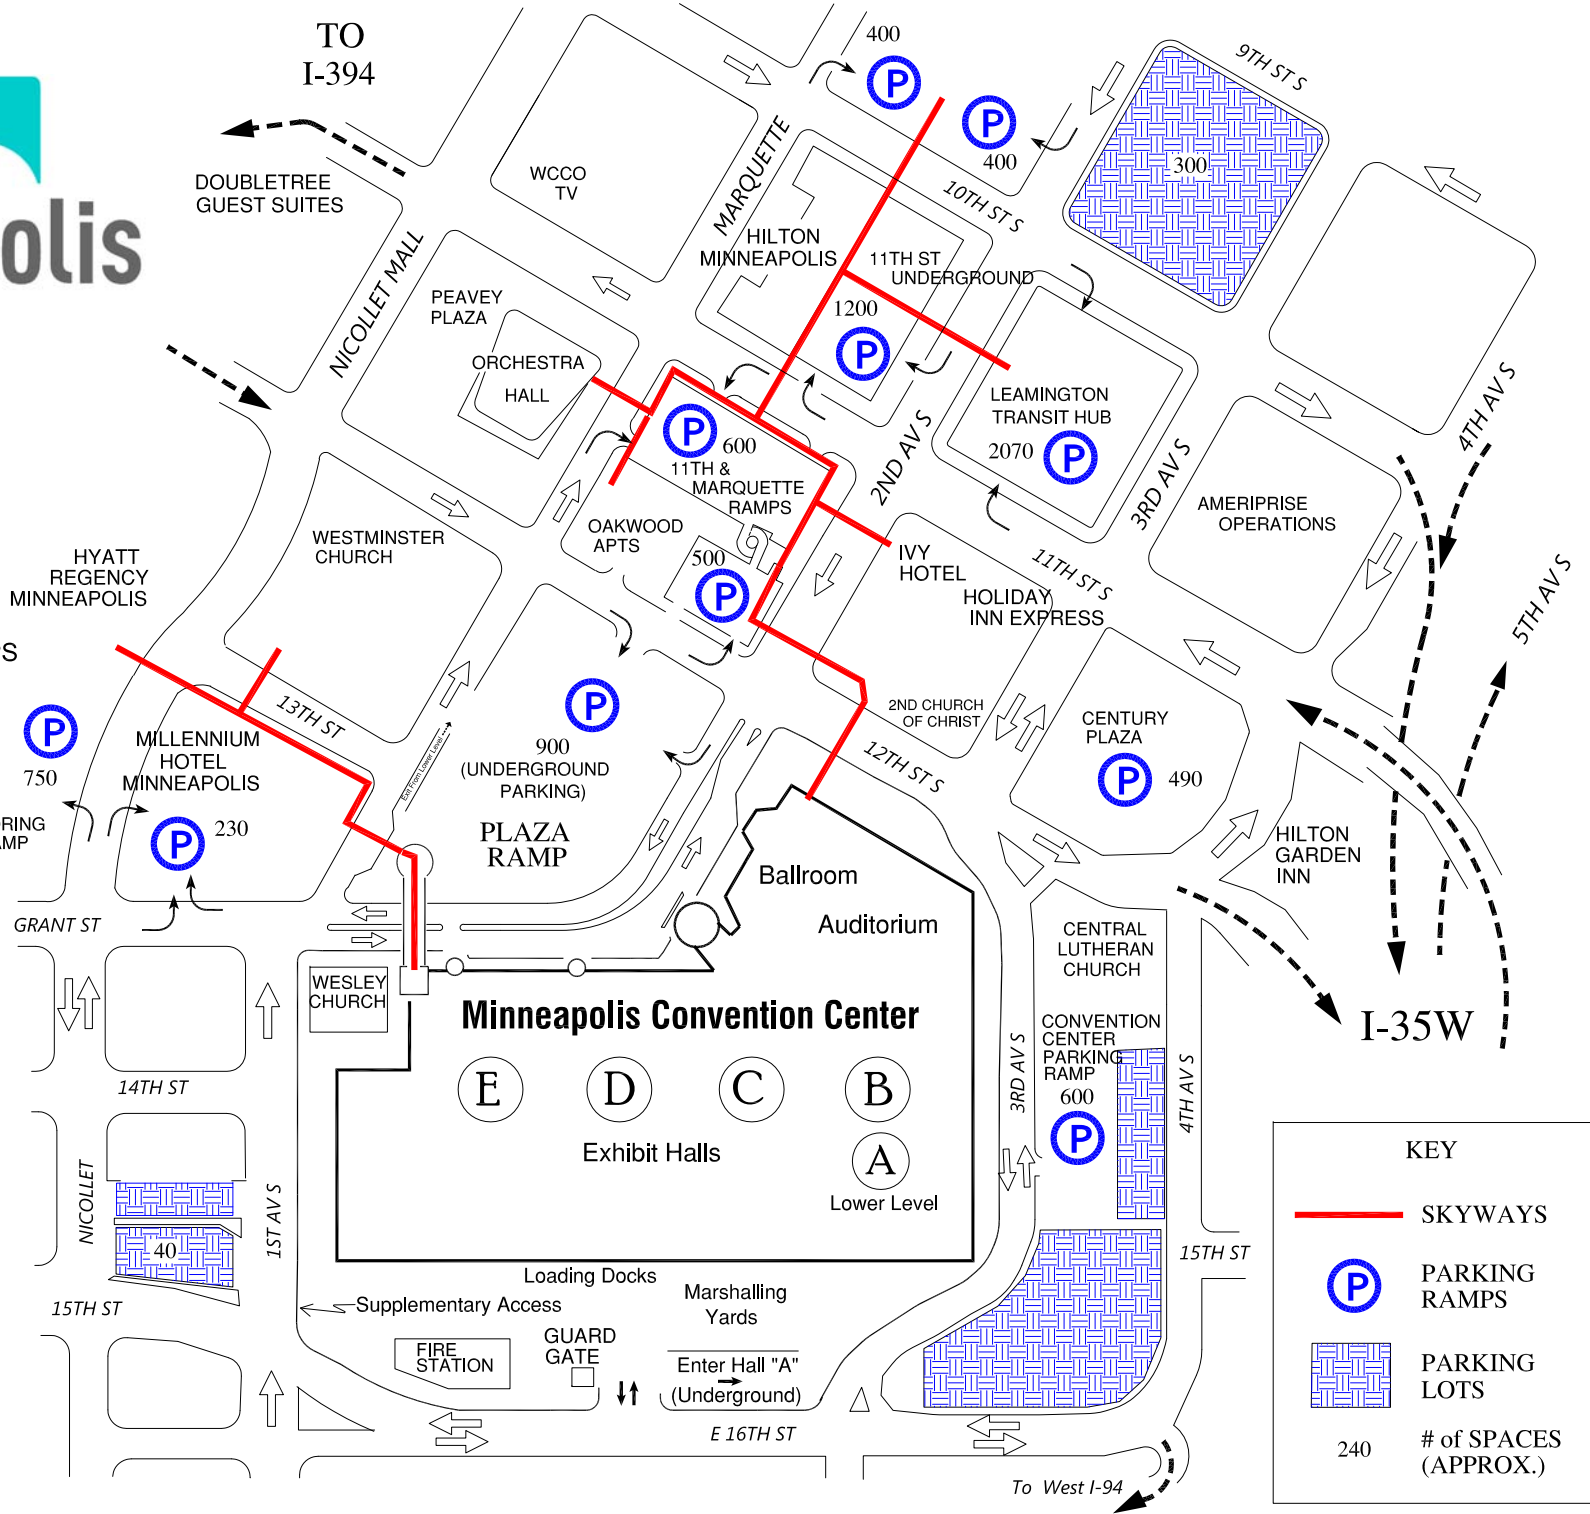 TO
I-394
400
9TH ST S
DOUBLETREE
GUEST SUITES
WCCO
TV
MARQUETTE
400
10TH ST S
300
olis
NICOLLET MALL
HILTON
MINNEAPOLIS
11TH ST
UNDERGROUND
1200
PEAVEY
PLAZA
ORCHESTRA
HALL
LEAMINGTON
TRANSIT HUB
2070
600
11TH &
MARQUETTE
RAMPS
2ND AV S
3RD AV S
4TH AV S
AMERIPRISE
OPERATIONS
WESTMINSTER
CHURCH
OAKWOOD
APTS
500
IVY
HOTEL
HOLIDAY
INN EXPRESS
11TH ST S
5TH AV S
HYATT
REGENCY
MINNEAPOLIS
S
750
13TH ST
MILLENNIUM
HOTEL
MINNEAPOLIS
230
RING
MP
Exit From Lower Level
900
(UNDERGROUND
PARKING)
PLAZA
RAMP
2ND CHURCH
OF CHRIST
12TH ST S
CENTURY
PLAZA
490
HILTON
GARDEN
INN
GRANT ST
Ballroom
Auditorium
CENTRAL
LUTHERAN
CHURCH
WESLEY
CHURCH
Minneapolis Convention Center
I-35W
E
D
C
B
A
Exhibit Halls
Lower Level
3RD AV S
CONVENTION
CENTER
PARKING
RAMP
600
4TH AV S
14TH ST
NICOLLET
40
1ST AV S
15TH ST
15TH ST
Loading Docks
Supplementary Access
Marshalling
Yards
FIRE
STATION
GUARD
GATE
Enter Hall "A"
(Underground)
E 16TH ST
To West I-94
KEY
SKYWAYS
P
PARKING
RAMPS
PARKING
LOTS
240
# of SPACES
(APPROX.)